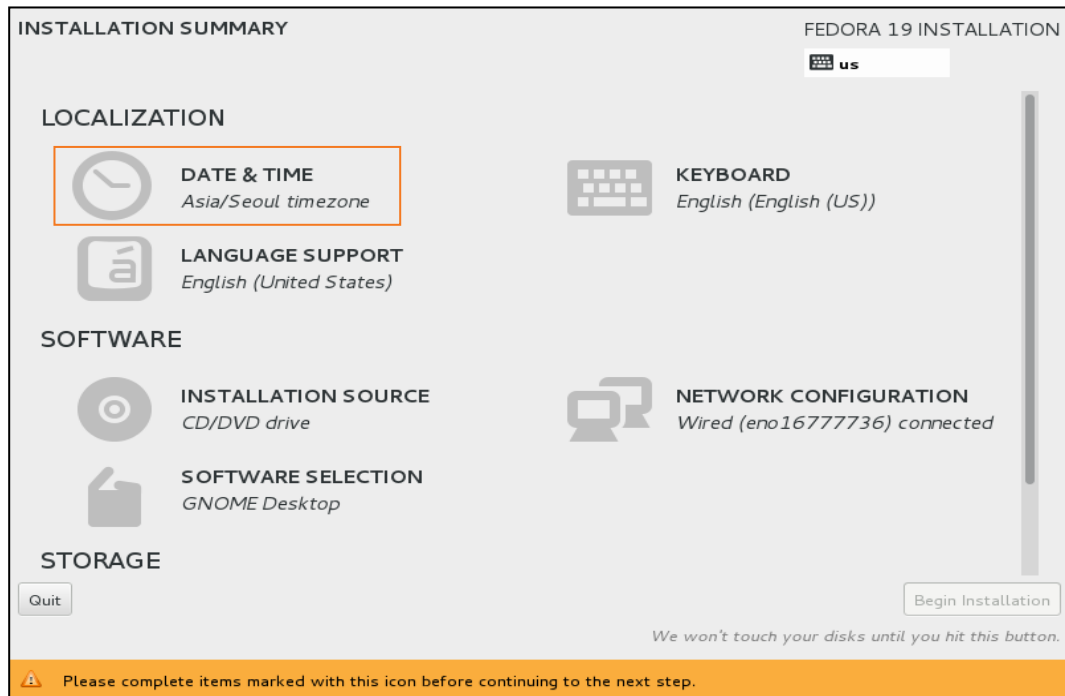 INSTALLATION SUMMARY
FEDORA 19 INSTALLATION
us
LOCALIZATION
DATE & TIME
Asia/Seoul timezone
KEYBOARD
English (English (US))
LANGUAGE SUPPORT
English (United States)
SOFTWARE
INSTALLATION SOURCE
CD/DVD drive
NETWORK CONFIGURATION
Wired (eno16777736) connected
SOFTWARE SELECTION
GNOME Desktop
STORAGE
Quit
Begin Installation
We won't touch your disks until you hit this button.
Please complete items marked with this icon before continuing to the next step.